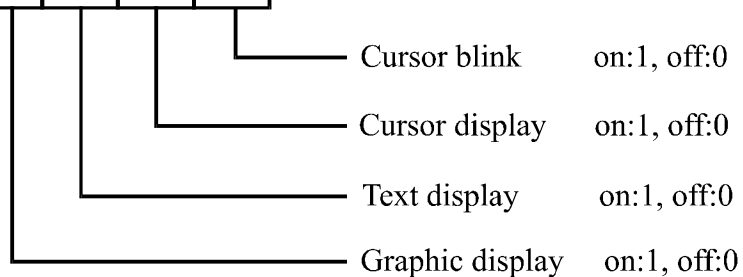 Cursor blink on:1, off:0
Cursor display on:1, off:0
Text display on:1, off:0
Graphic display on:1, off:0